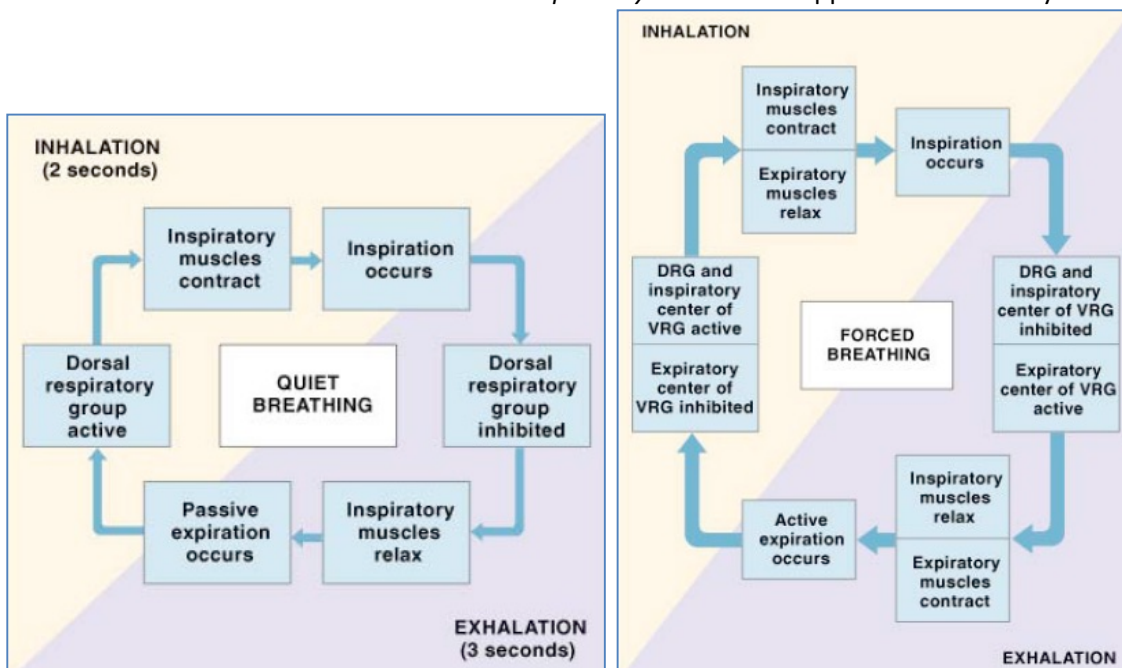 INHALATION
(2 seconds)
Inspiratory
muscles
contract
Inspiration
occurs
Dorsal
respiratory
group
active
QUIET
BREATHING
Dorsal
respiratory
group
inhibited
Passive
expiration
occurs
Inspiratory
muscles
relax
EXHALATION
(3 seconds)
INHALATION
Inspiratory
muscles
contract
Expiratory
muscles
relax
Inspiration
occurs
DRG and
inspiratory
center of
VRG active
Expiratory
center of
VRG inhibited
FORCED
BREATHING
DRG and
inspiratory
center of VRG
inhibited
Expiratory
center of VRG
active
Active
expiration
occurs
Inspiratory
muscles
relax
Expiratory
muscles
contract
EXHALATION